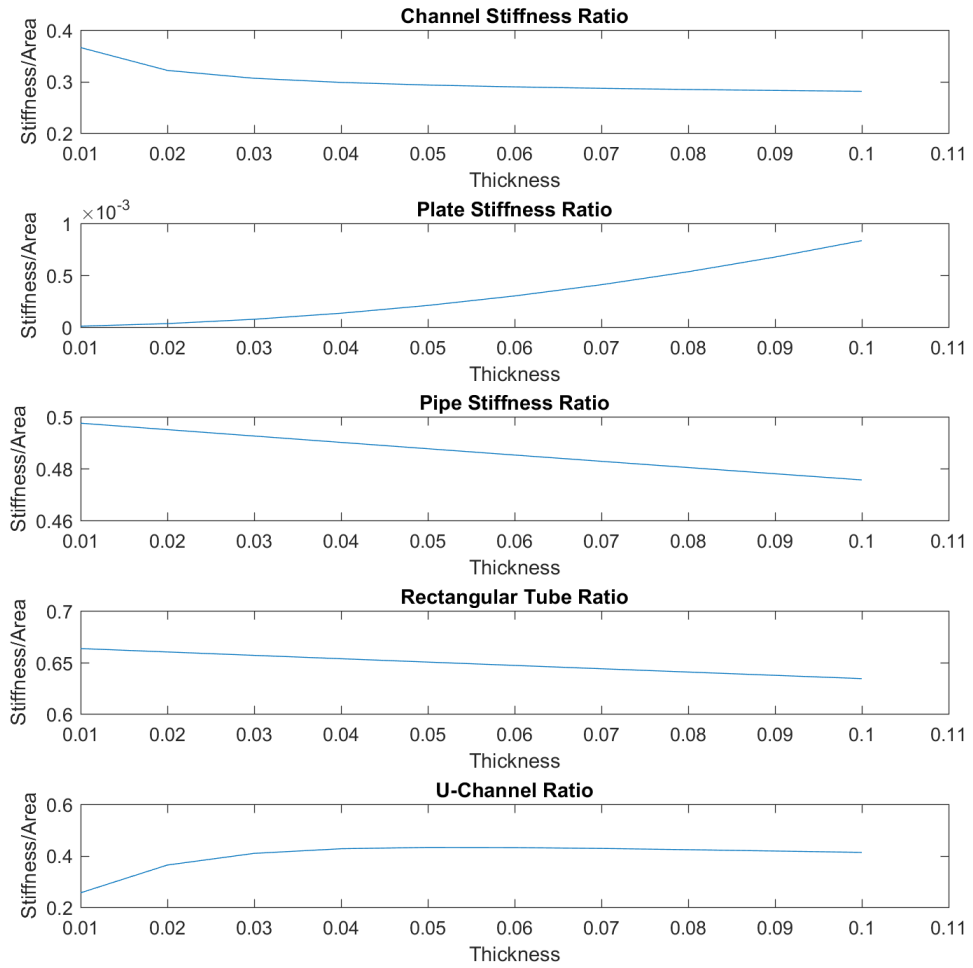 Channel Stiffness Ratio
Stiffness/Area
0.4
0.3
0.2
0.01 0.02 0.03 0.04 0.05 0.06 0.07 0.08 0.09 0.1 0.11
Thickness
×10-3
Plate Stiffness Ratio
Stiffness/Area
1
0.5
0
0.01 0.02 0.03 0.04 0.05 0.06 0.07 0.08 0.09 0.1 0.11
Thickness
Pipe Stiffness Ratio
Stiffness/Area
0.5
0.48
0.46
0.01 0.02 0.03 0.04 0.05 0.06 0.07 0.08 0.09 0.1 0.11
Thickness
Rectangular Tube Ratio
Stiffness/Area
0.7
0.65
0.6
0.01 0.02 0.03 0.04 0.05 0.06 0.07 0.08 0.09 0.1 0.11
Thickness
U-Channel Ratio
Stiffness/Area
0.6
0.4
0.2
0.01 0.02 0.03 0.04 0.05 0.06 0.07 0.08 0.09 0.1 0.11
Thickness